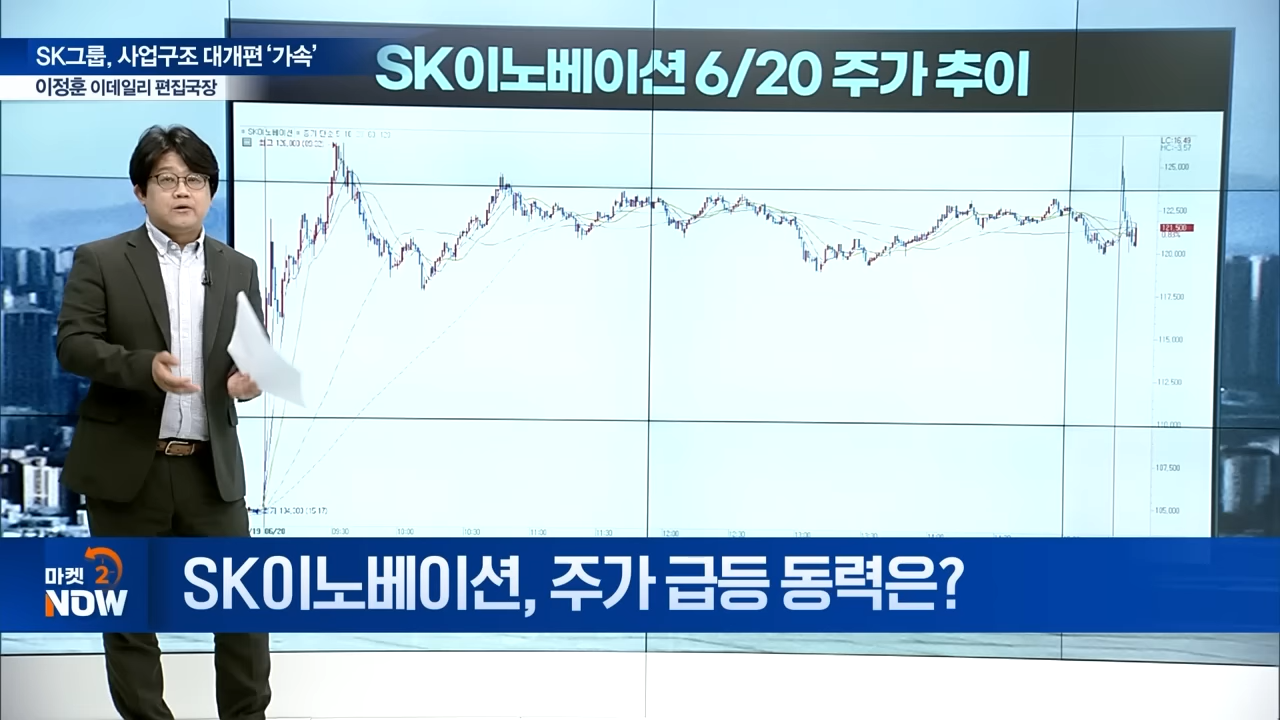 SK그룹, 사업구조 대개편 ‘가속’
이정훈 이데일리 편집국장
SK이노베이션 6/20 주가 추이
125,000
122,500
121,500
120,000
117,500
115,000
112,500
110,000
107,500
105,000
09:30
10:00
10:30
11:00
11:30
12:00
12:30
마켓 2
NOW
SK이노베이션, 주가 급등 동력은?